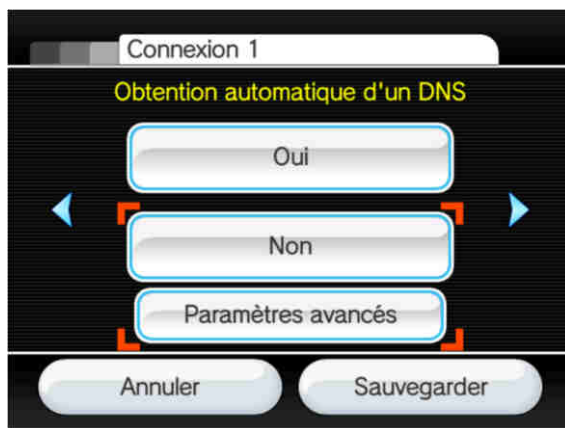 Connexion 1
Obtention automatique d'un DNS
Oui
Non
Paramètres avancés
Annuler
Sauvegarder